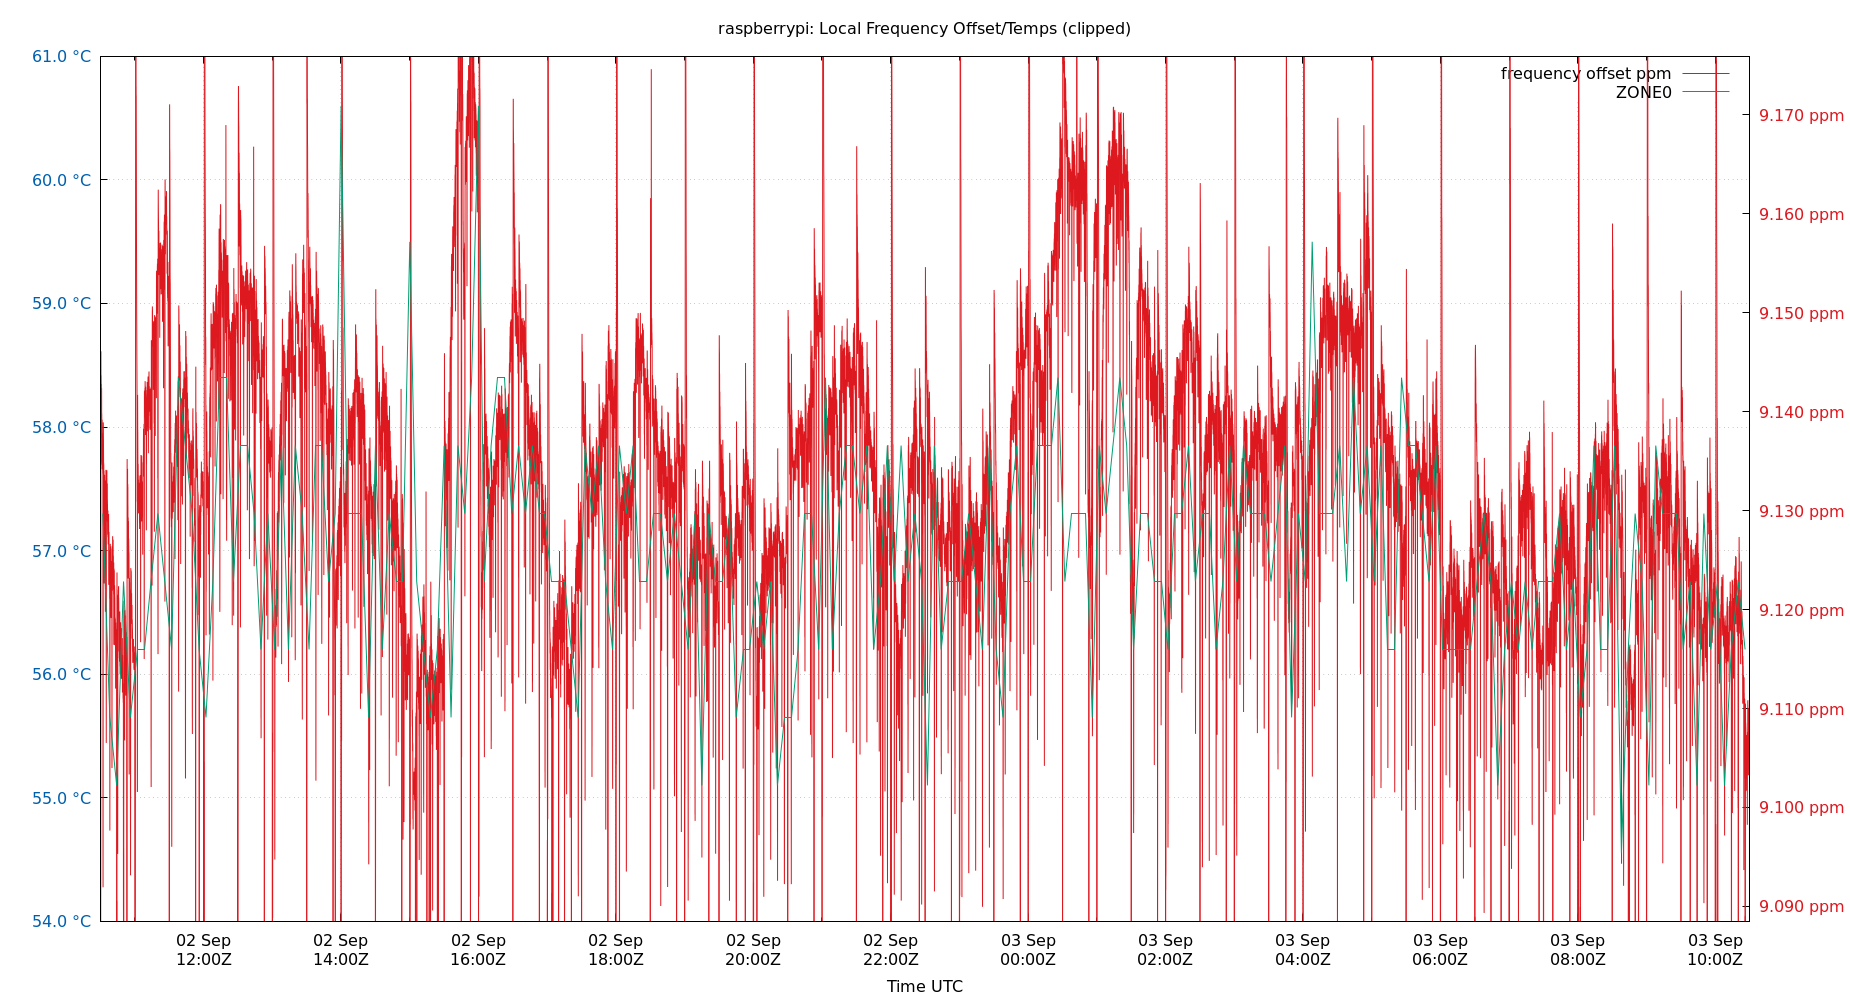 raspberrypi: Local Frequency Offset/Temps (clipped)
61.0 °C
60.0 °C
59.0 °C
58.0 °C
57.0 °C
56.0 °C
55.0 °C
54.0 °C
frequency offset ppm
ZONE0
9.170 ppm
9.160 ppm
9.150 ppm
9.140 ppm
9.130 ppm
9.120 ppm
9.110 ppm
9.100 ppm
9.090 ppm
02 Sep 02 Sep 02 Sep 02 Sep 02 Sep 02 Sep 03 Sep 03 Sep 03 Sep 03 Sep 03 Sep 03 Sep
12:00Z 14:00Z 16:00Z 18:00Z 20:00Z 22:00Z 00:00Z 02:00Z 04:00Z 06:00Z 08:00Z 10:00Z
Time UTC